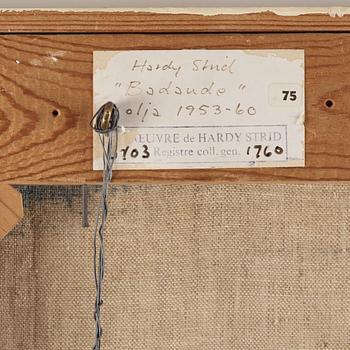 Hardy Strid
"Badande"
olja 1953-60
75
ŒUVRE de HARDY STRID
703 Registre coll. gen. 1760